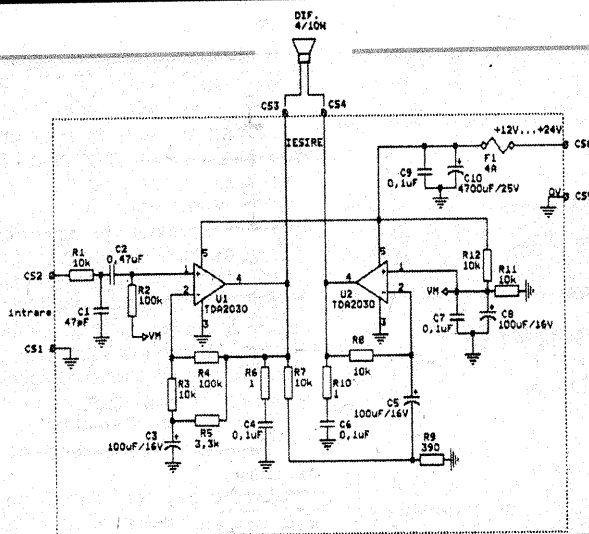 DIF.
4/10W
CS3
CS4
IESIRE
+12V...+24V
F1
4A
CS6
C9
0,1uF
C10
4700uF/25V
0V
CS5
R1
10k
C2
0,47uF
CS2
intrare
C1
47pF
R2
100k
VM
CS1
1
2
5
4
3
U1
TDA2030
5
4
1
2
3
U2
TDA2030
R12
10k
R11
10k
VM
C7
0,1uF
C8
100uF/16V
R3
10k
R4
100k
R5
3,3k
C3
100uF/16V
R6
1
C4
0,1uF
R7
10k
R8
10k
R10
1
C6
0,1uF
C5
100uF/16V
R9
390